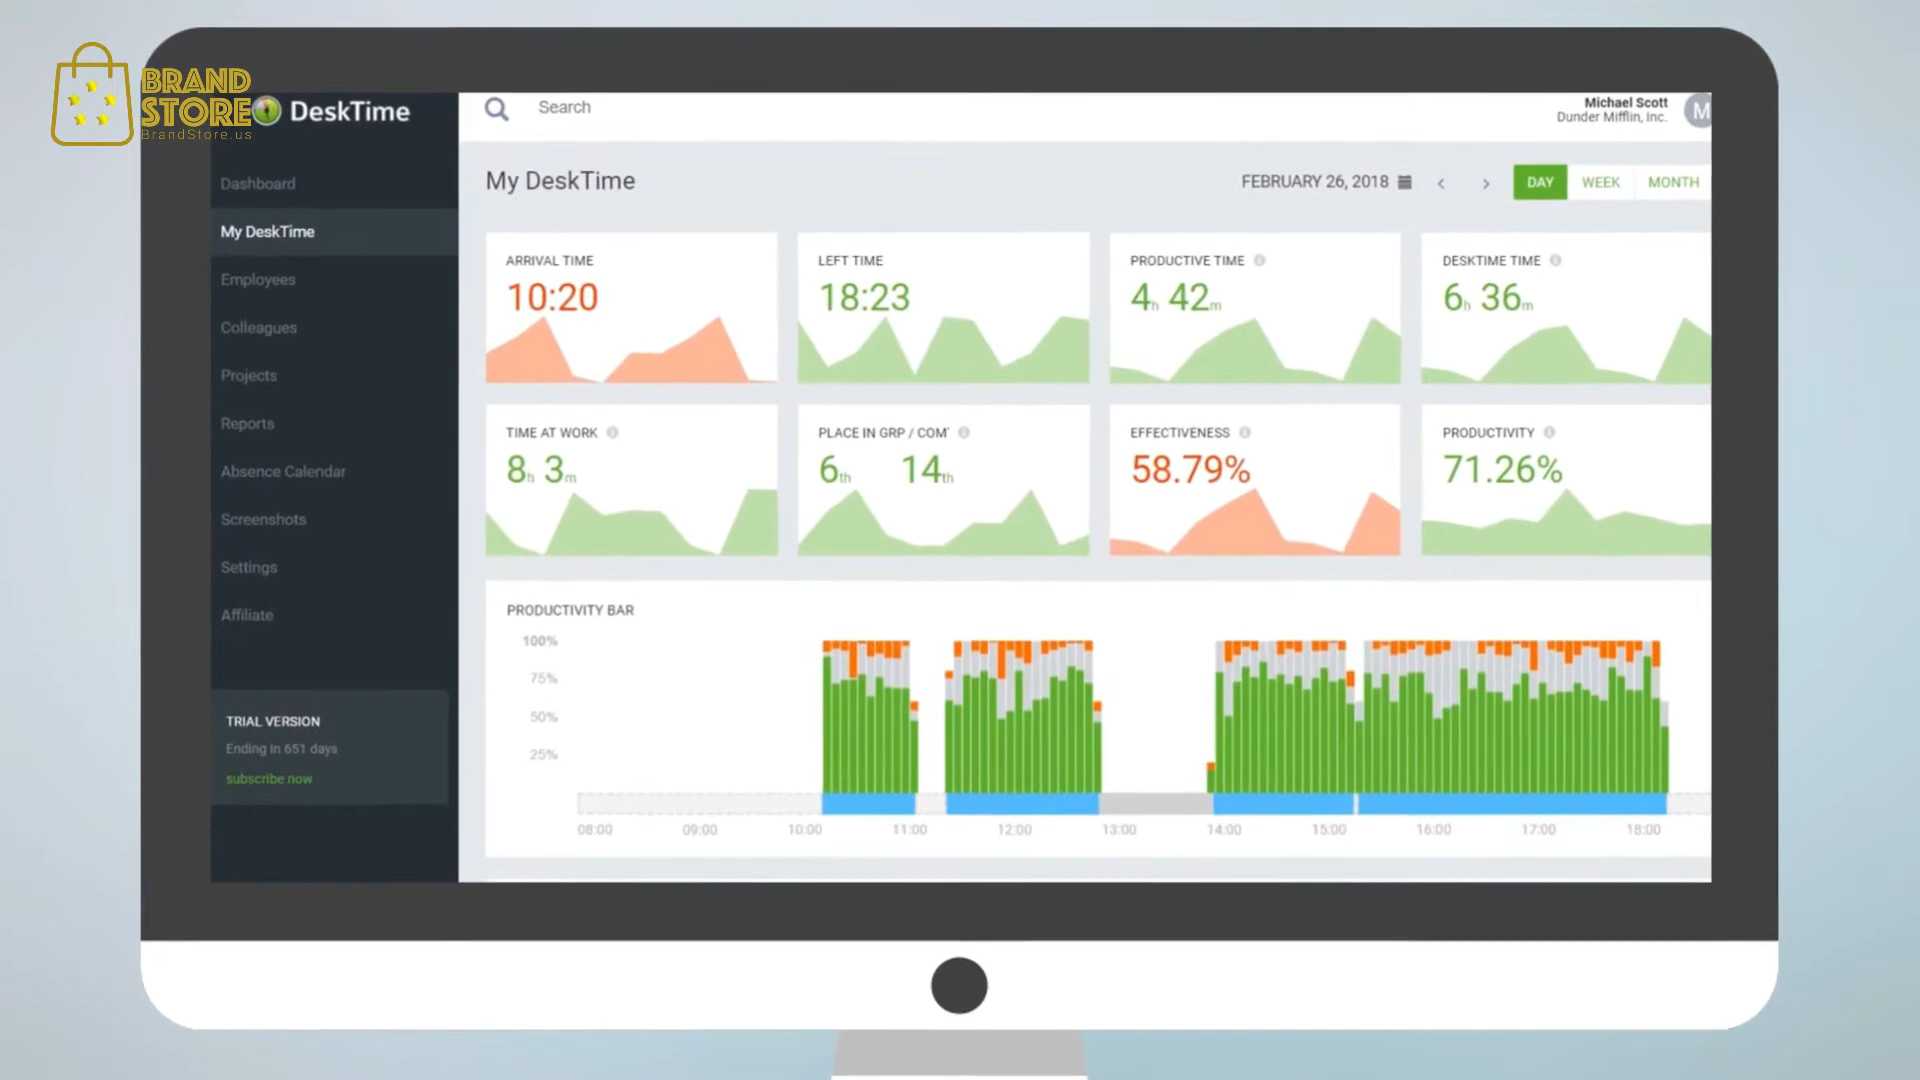 BRAND
STORE
BrandStore.us
DeskTime
Search
Michael Scott
Dunder Mifflin, Inc.
M
Dashboard
My DeskTime
Employees
Colleagues
Projects
Reports
Absence Calendar
Screenshots
Settings
Affiliate
TRIAL VERSION
Ending in 651 days
subscribe now
My DeskTime
FEBRUARY 26, 2018
DAY WEEK MONTH
ARRIVAL TIME
10:20
LEFT TIME
18:23
PRODUCTIVE TIME
4h 42m
DESKTIME TIME
6h 36m
TIME AT WORK
8h 3m
PLACE IN GRP / COM
6th 14th
EFFECTIVENESS
58.79%
PRODUCTIVITY
71.26%
PRODUCTIVITY BAR
100%
75%
50%
25%
08:00 09:00 10:00 11:00 12:00 13:00 14:00 15:00 16:00 17:00 18:00